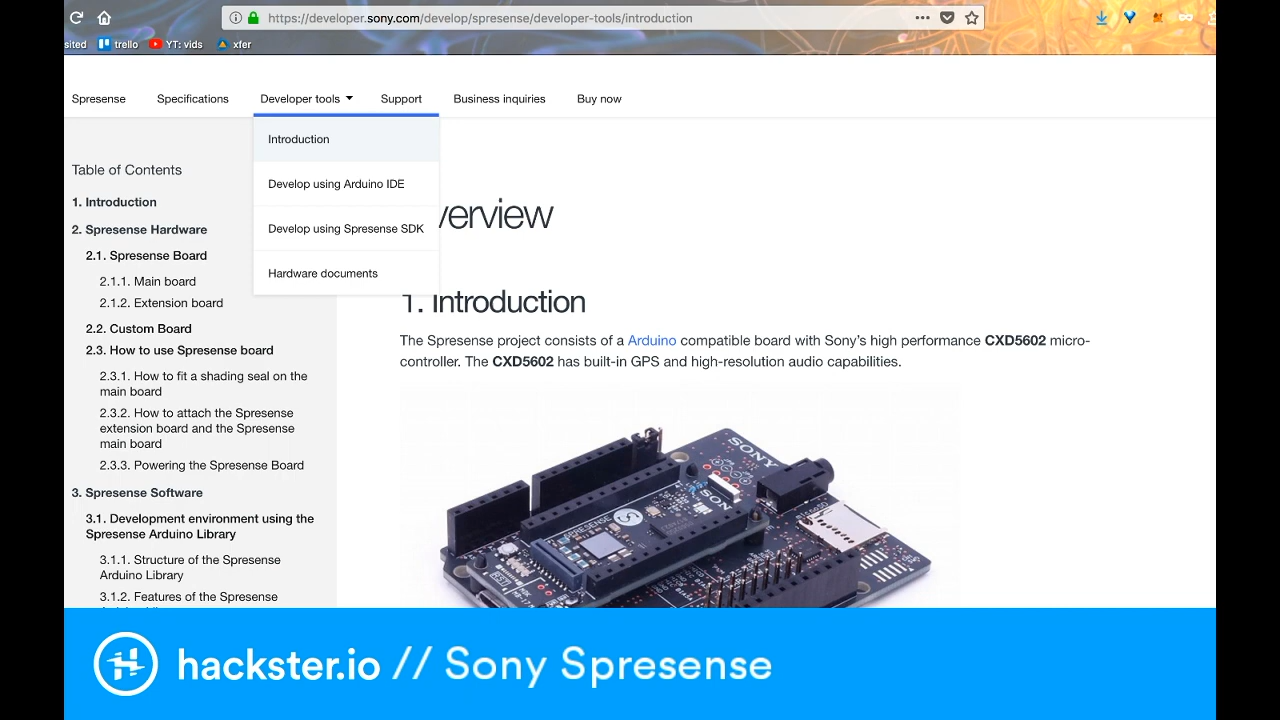 https://developer.sony.com/develop/spresense/developer-tools/introduction
sited trello YT: vids xfer
Spresense Specifications Developer tools Support Business inquiries Buy now
Introduction
Develop using Arduino IDE
Develop using Spresense SDK
Hardware documents
Table of Contents
1. Introduction
2. Spresense Hardware
2.1. Spresense Board
2.1.1. Main board
2.1.2. Extension board
2.2. Custom Board
2.3. How to use Spresense board
2.3.1. How to fit a shading seal on the
main board
2.3.2. How to attach the Spresense
extension board and the Spresense
main board
2.3.3. Powering the Spresense Board
3. Spresense Software
3.1. Development environment using the
Spresense Arduino Library
3.1.1. Structure of the Spresense
Arduino Library
3.1.2. Features of the Spresense
verview
1. Introduction
The Spresense project consists of a Arduino compatible board with Sony's high performance CXD5602 micro-
controller. The CXD5602 has built-in GPS and high-resolution audio capabilities.
SONY
SON
SPRESENSE
hackster.io // Sony Spresense